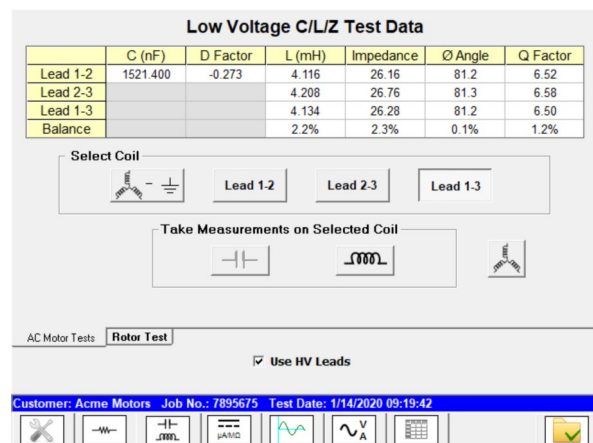 Low Voltage C/L/Z Test Data
C (nF) D Factor L (mH) Impedance Ø Angle Q Factor
Lead 1-2 1521.400 -0.273 4.116 26.16 81.2 6.52
Lead 2-3 4.208 26.76 81.3 6.58
Lead 1-3 4.134 26.28 81.2 6.50
Balance 2.2% 2.3% 0.1% 1.2%
Select Coil
Lead 1-2 Lead 2-3 Lead 1-3
Take Measurements on Selected Coil
AC Motor Tests Rotor Test
Use HV Leads
Customer: Acme Motors Job No.: 7895675 Test Date: 1/14/2020 09:19:42
µA/MΩ V
A